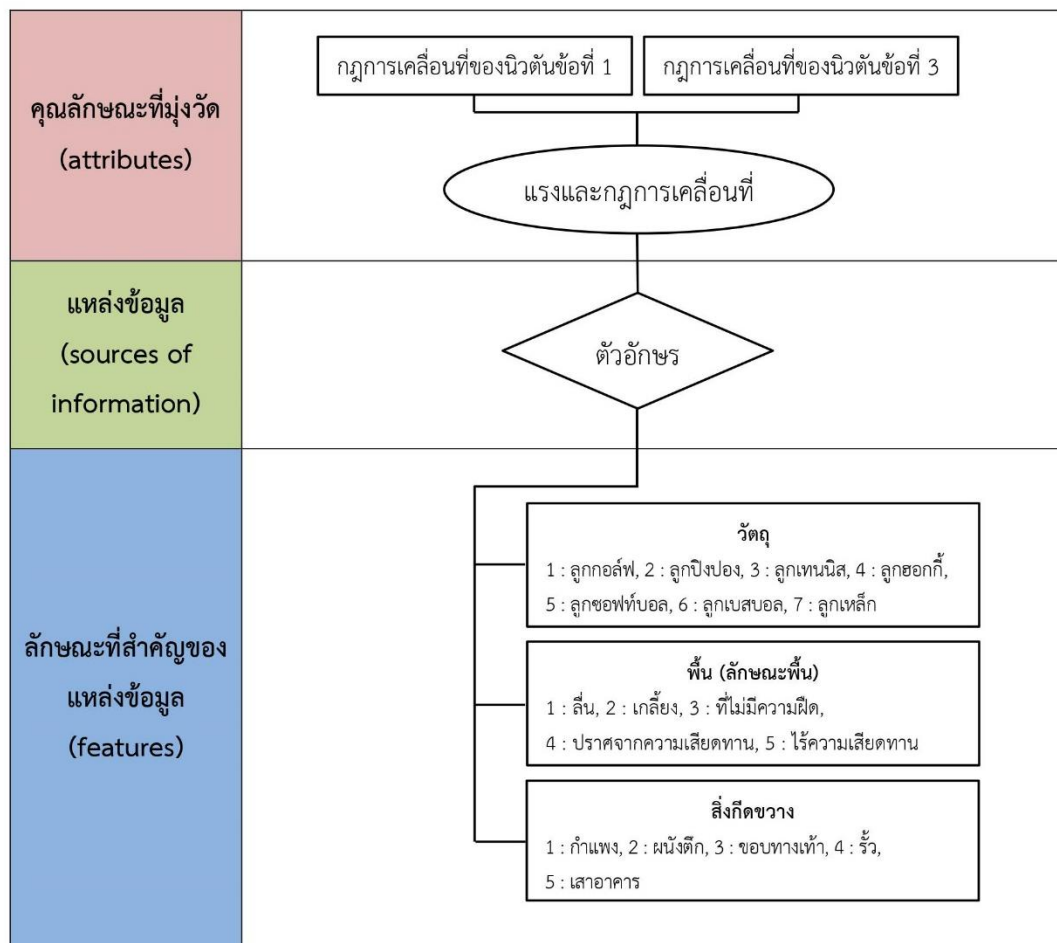 คุณลักษณะที่มุ่งวัด
(attributes)
กฎการเคลื่อนที่ของนิวตันข้อที่ 1
กฎการเคลื่อนที่ของนิวตันข้อที่ 3
แรงและกฎการเคลื่อนที่
แหล่งข้อมูล
(sources of
information)
ตัวอักษร
ลักษณะที่สำคัญของ
แหล่งข้อมูล
(features)
วัตถุ
1 : ลูกกอล์ฟ, 2 : ลูกปิงปอง, 3 : ลูกเทนนิส, 4 : ลูกฮอกกี้,
5 : ลูกซอฟท์บอล, 6 : ลูกเบสบอล, 7 : ลูกเหล็ก
พื้น (ลักษณะพื้น)
1 : ลื่น, 2 : เกลี้ยง, 3 : ที่ไม่มีความฝืด,
4 : ปราศจากความเสียดทาน, 5 : ไร้ความเสียดทาน
สิ่งกีดขวาง
1 : กำแพง, 2 : ผนังตึก, 3 : ขอบทางเท้า, 4 : รั้ว,
5 : เสาอาคาร